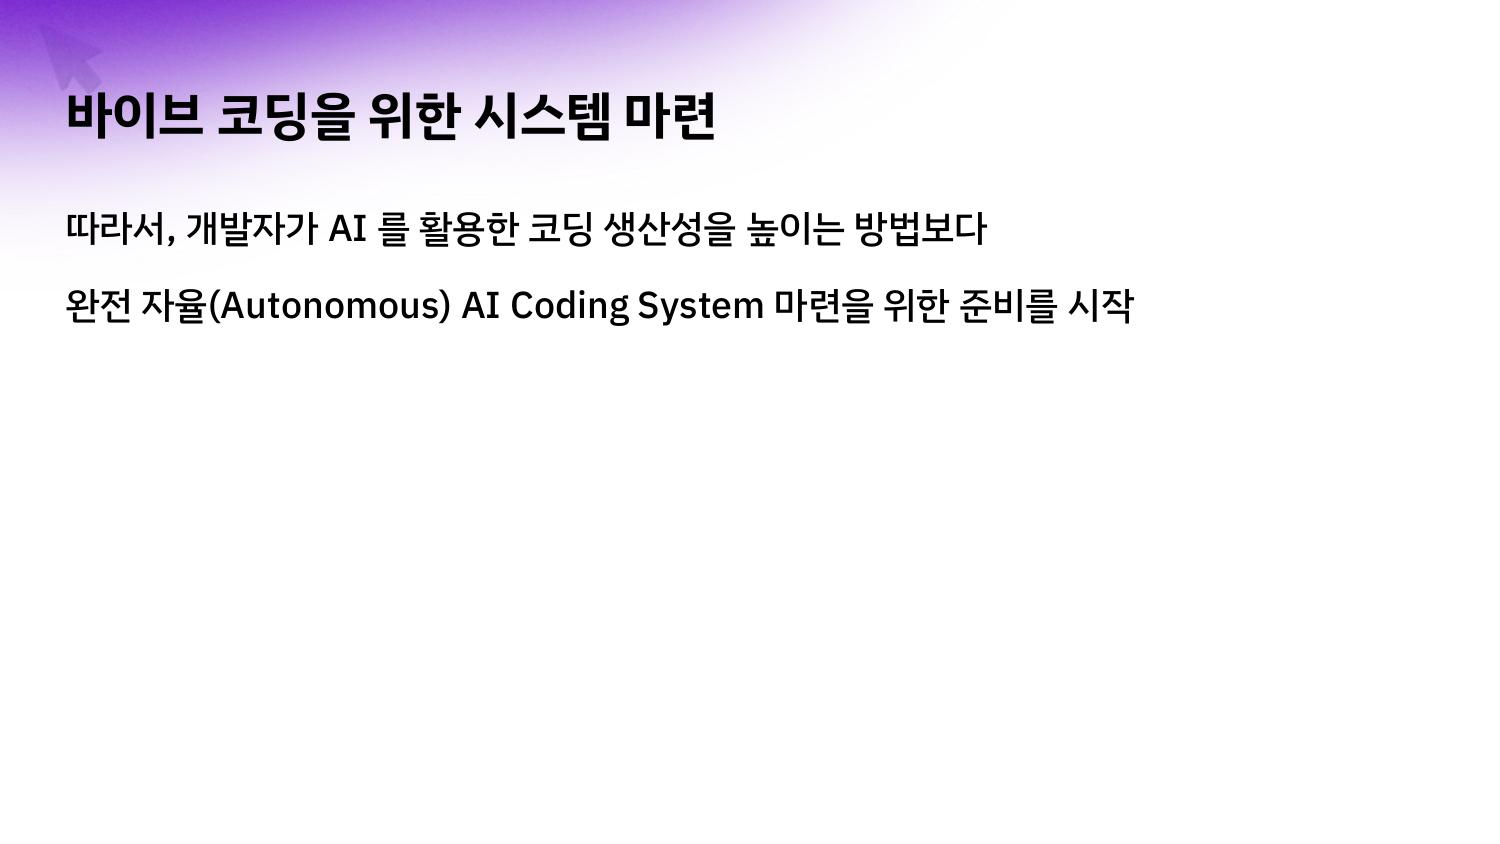 바이브 코딩을 위한 시스템 마련
따라서, 개발자가 AI 를 활용한 코딩 생산성을 높이는 방법보다
완전 자율(Autonomous) AI Coding System 마련을 위한 준비를 시작